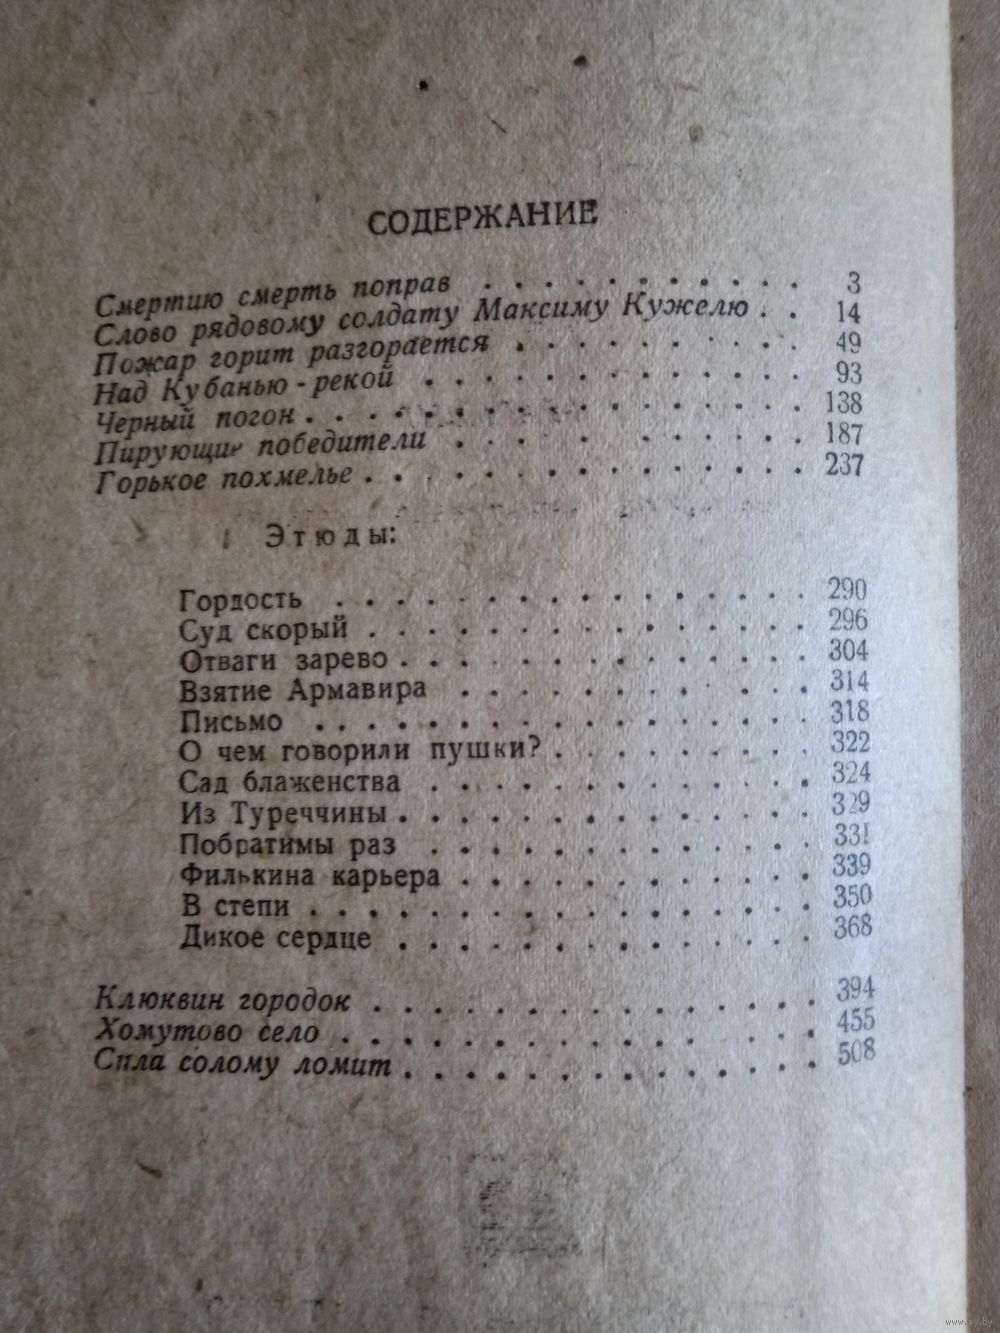 СОДЕРЖАНИЕ
Смертию смерть поправ . . . . . . . . . . . 3
Слово рядовому солдату Максиму Кужелю . . 14
Пожар горит разгорается . . . . . . . . . . 49
Над Кубанью-рекой . . . . . . . . . . . . . 93
Черный погон . . . . . . . . . . . . . . . . 138
Пирующие победители . . . . . . . . . . . . 187
Горькое похмелье . . . . . . . . . . . . . . 237
Этюды:
Гордость . . . . . . . . . . . . . . . 290
Суд скорый . . . . . . . . . . . . . . 296
Отваги зарево . . . . . . . . . . . . . 304
Взятие Армавира . . . . . . . . . . . 314
Письмо . . . . . . . . . . . . . . . . 318
О чем говорили пушки? . . . . . . . . 322
Сад блаженства . . . . . . . . . . . . 324
Из Туреччины . . . . . . . . . . . . . 329
Побратимы раз . . . . . . . . . . . . 331
Филькина карьера . . . . . . . . . . . 339
В степи . . . . . . . . . . . . . . . . 350
Дикое сердце . . . . . . . . . . . . . 368
Клюквин городок . . . . . . . . . . . . . . 394
Хомутово село . . . . . . . . . . . . . . . 455
Сила солому ломит . . . . . . . . . . . . . 508
www.ay.by